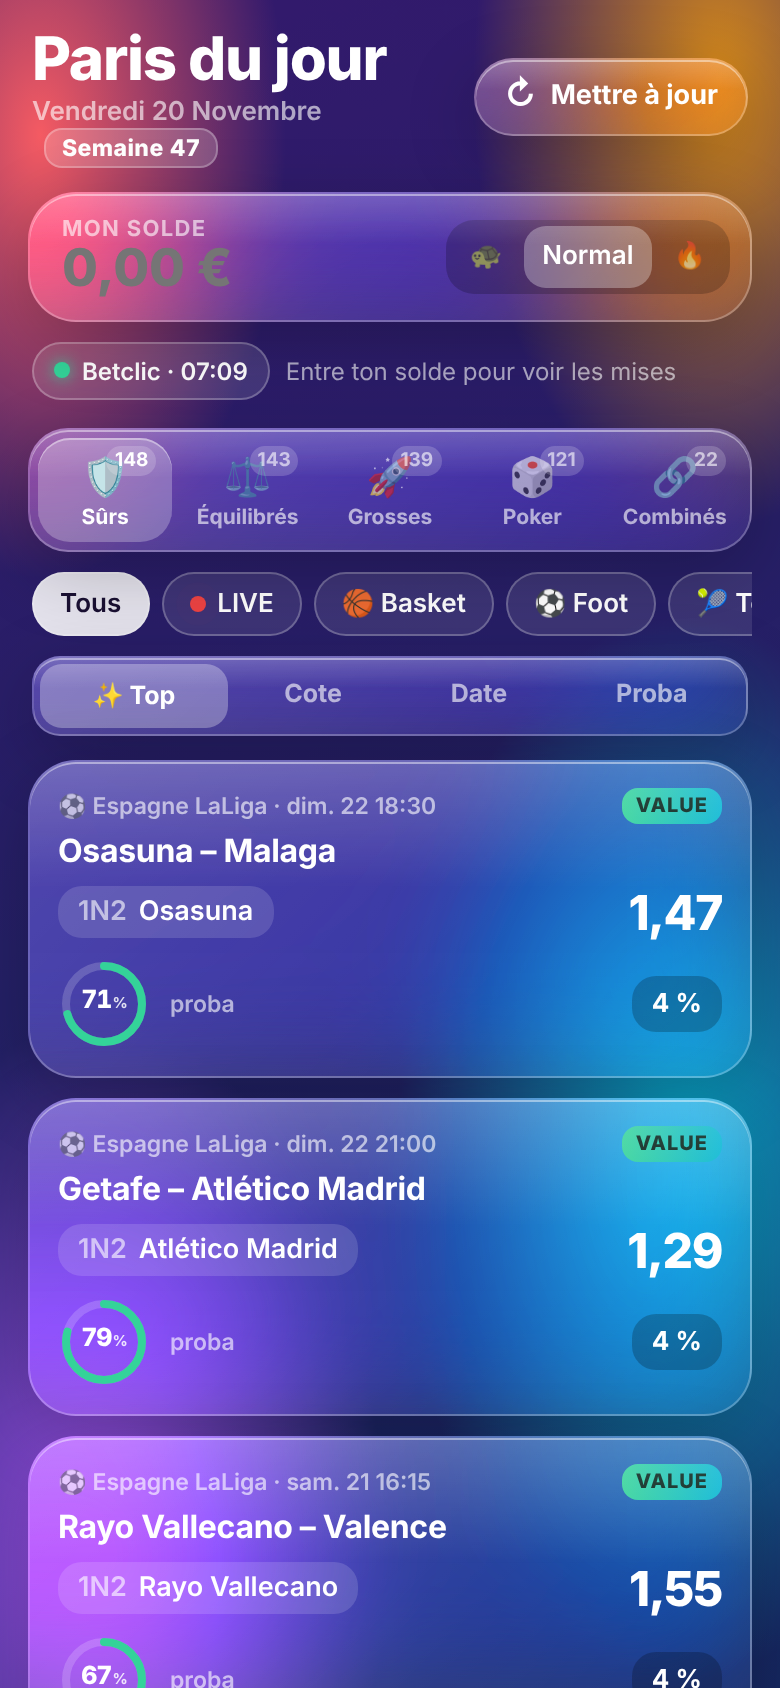 Paris du jour
Vendredi 20 Novembre
Semaine 47
Mettre à jour
MON SOLDE
0,00 €
Normal
Betclic · 07:09
Entre ton solde pour voir les mises
148
143
139
121
22
Sûrs
Équilibrés
Grosses
Poker
Combinés
Tous
LIVE
Basket
Foot
Top
Cote
Date
Proba
Espagne LaLiga · dim. 22 18:30
VALUE
Osasuna – Malaga
1N2 Osasuna
1,47
71%
proba
4 %
Espagne LaLiga · dim. 22 21:00
VALUE
Getafe – Atlético Madrid
1N2 Atlético Madrid
1,29
79%
proba
4 %
Espagne LaLiga · sam. 21 16:15
VALUE
Rayo Vallecano – Valence
1N2 Rayo Vallecano
1,55
67%
proba
4 %